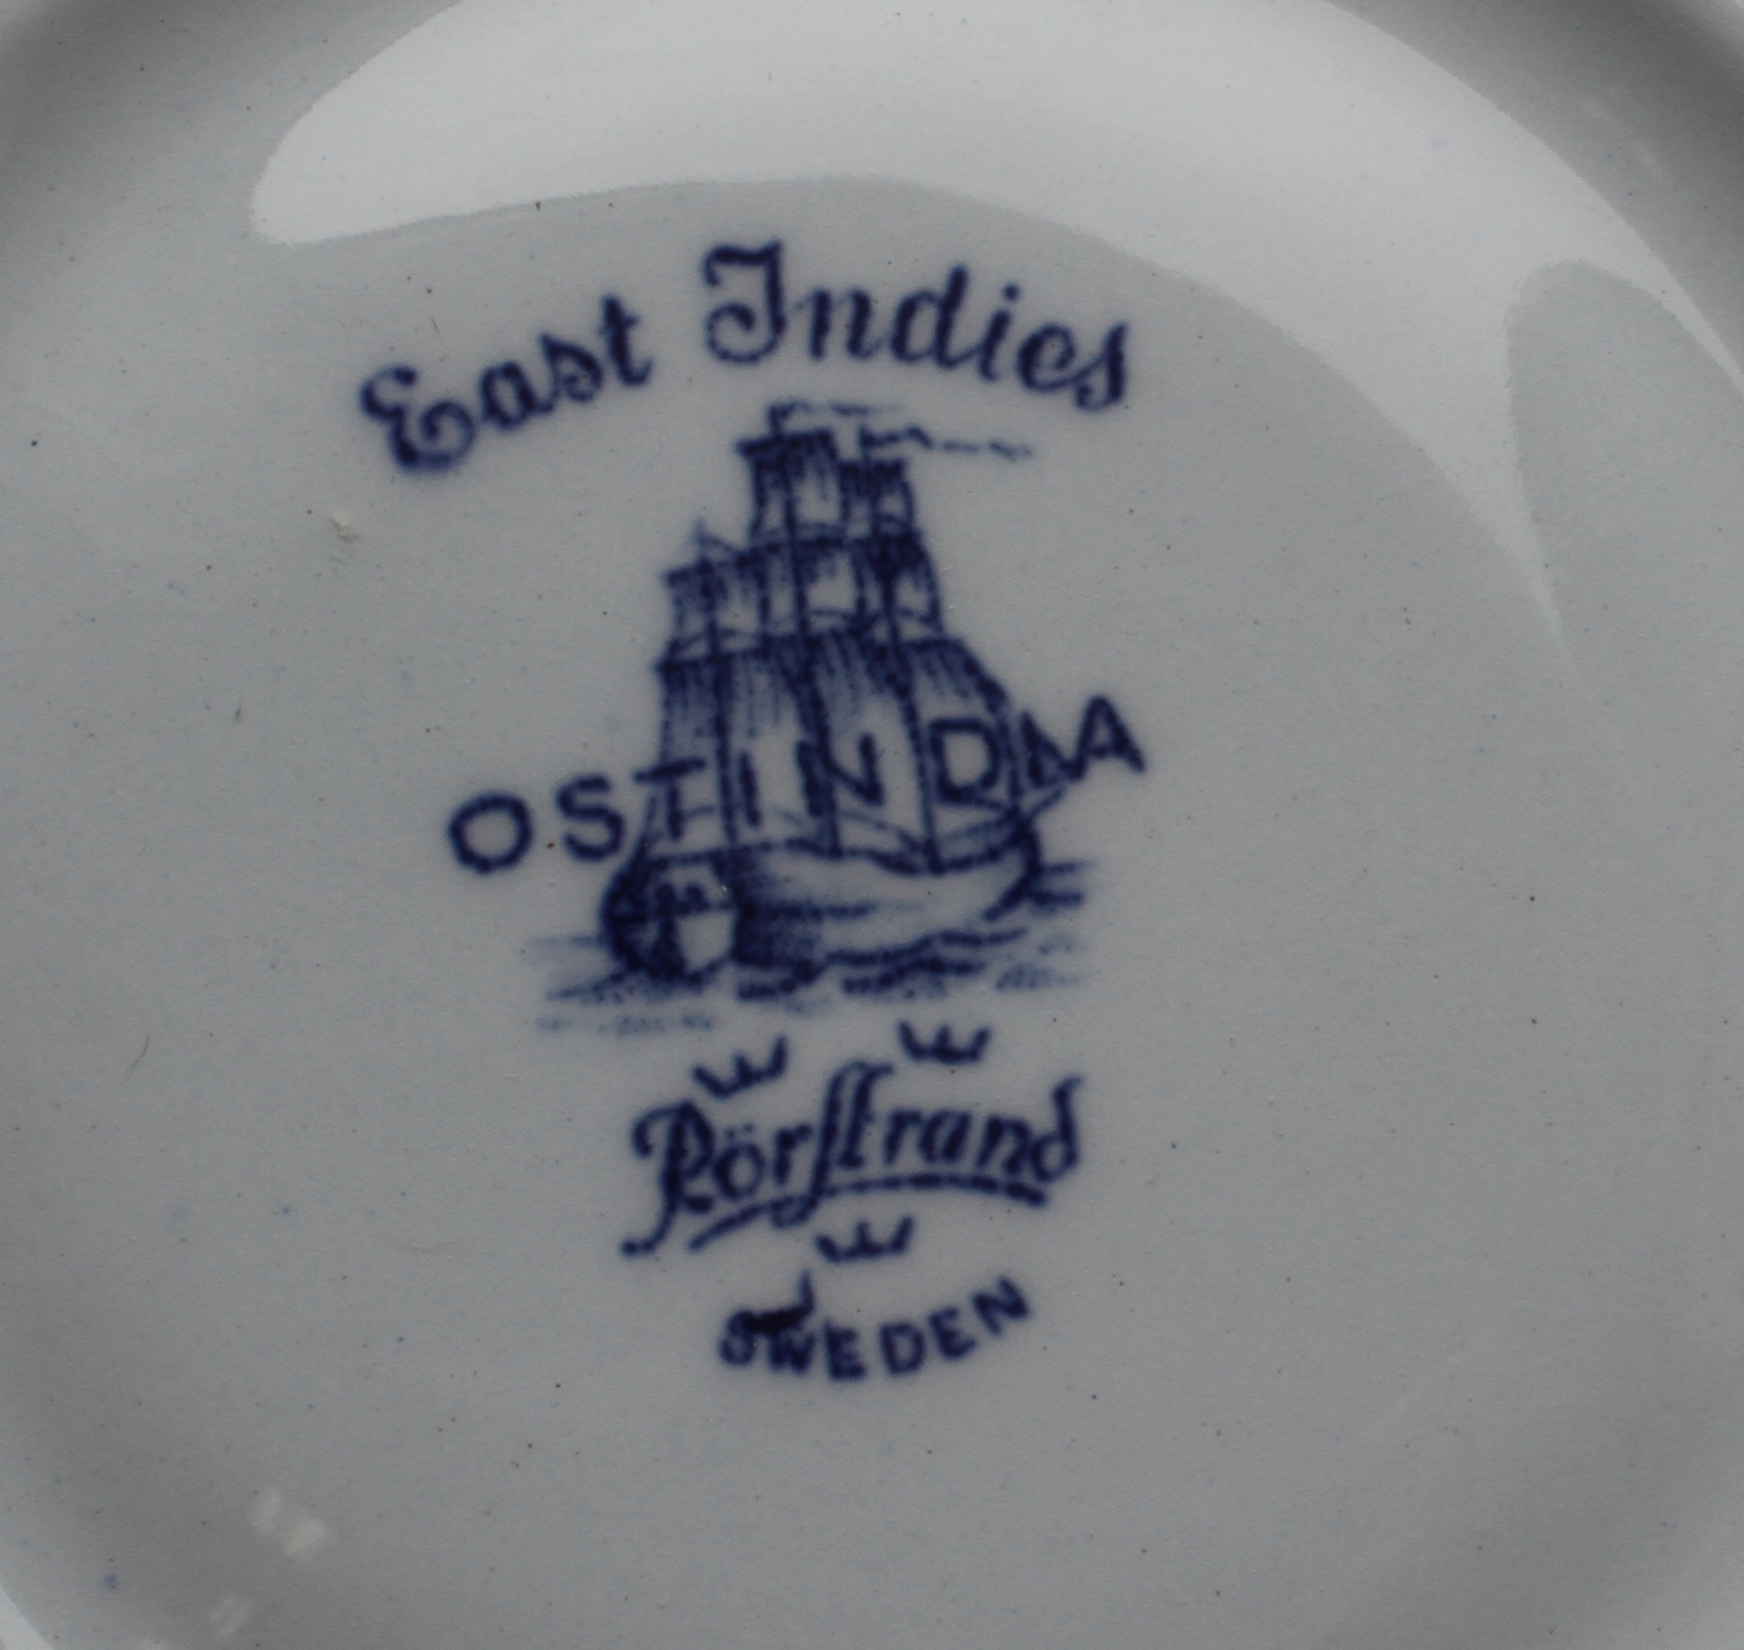 East Indies
OSTINDIA
Rörstrand
SWEDEN